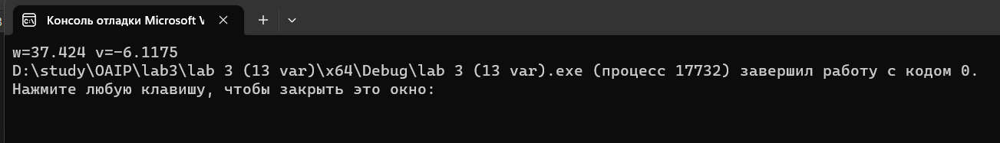 Консоль отладки Microsoft V
w=37.424 v=-6.1175
D:\study\OAIP\lab3\lab 3 (13 var)\x64\Debug\lab 3 (13 var).exe (процесс 17732) завершил работу с кодом 0.
Нажмите любую клавишу, чтобы закрыть это окно: